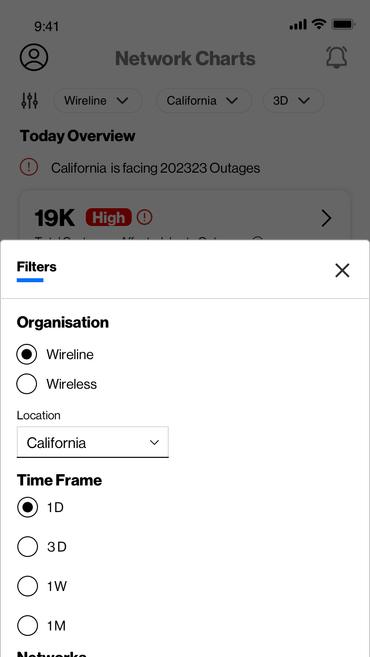 9:41
Network Charts
Wireline California 3D
Today Overview
California is facing 202323 Outages
19K High
Filters
Organisation
Wireline
Wireless
Location
California
Time Frame
1D
3D
1W
1M
Networks